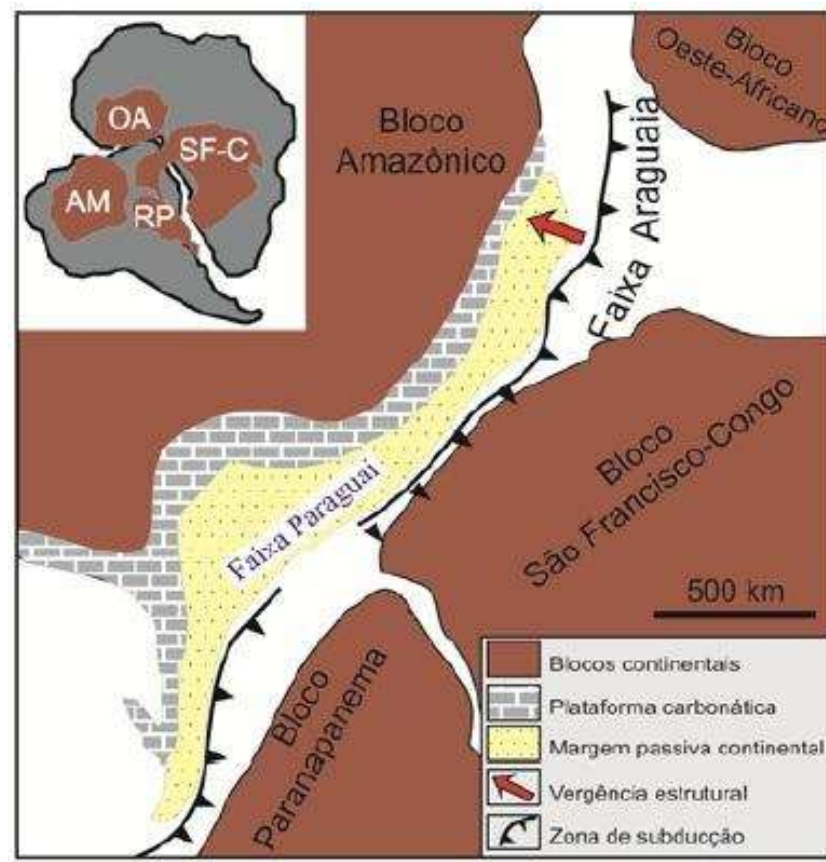 OA
SF-C
AM
RP
Bloco
Amazônico
Bloco
Oeste-Africano
Faixa Araguaia
Faixa Paraguai
Bloco
São Francisco-Congo
Bloco
Paranapanema
500 km
Blocos continentais
Plataforma carbonática
Margem passiva continental
Vergência estrutural
Zona de subducção